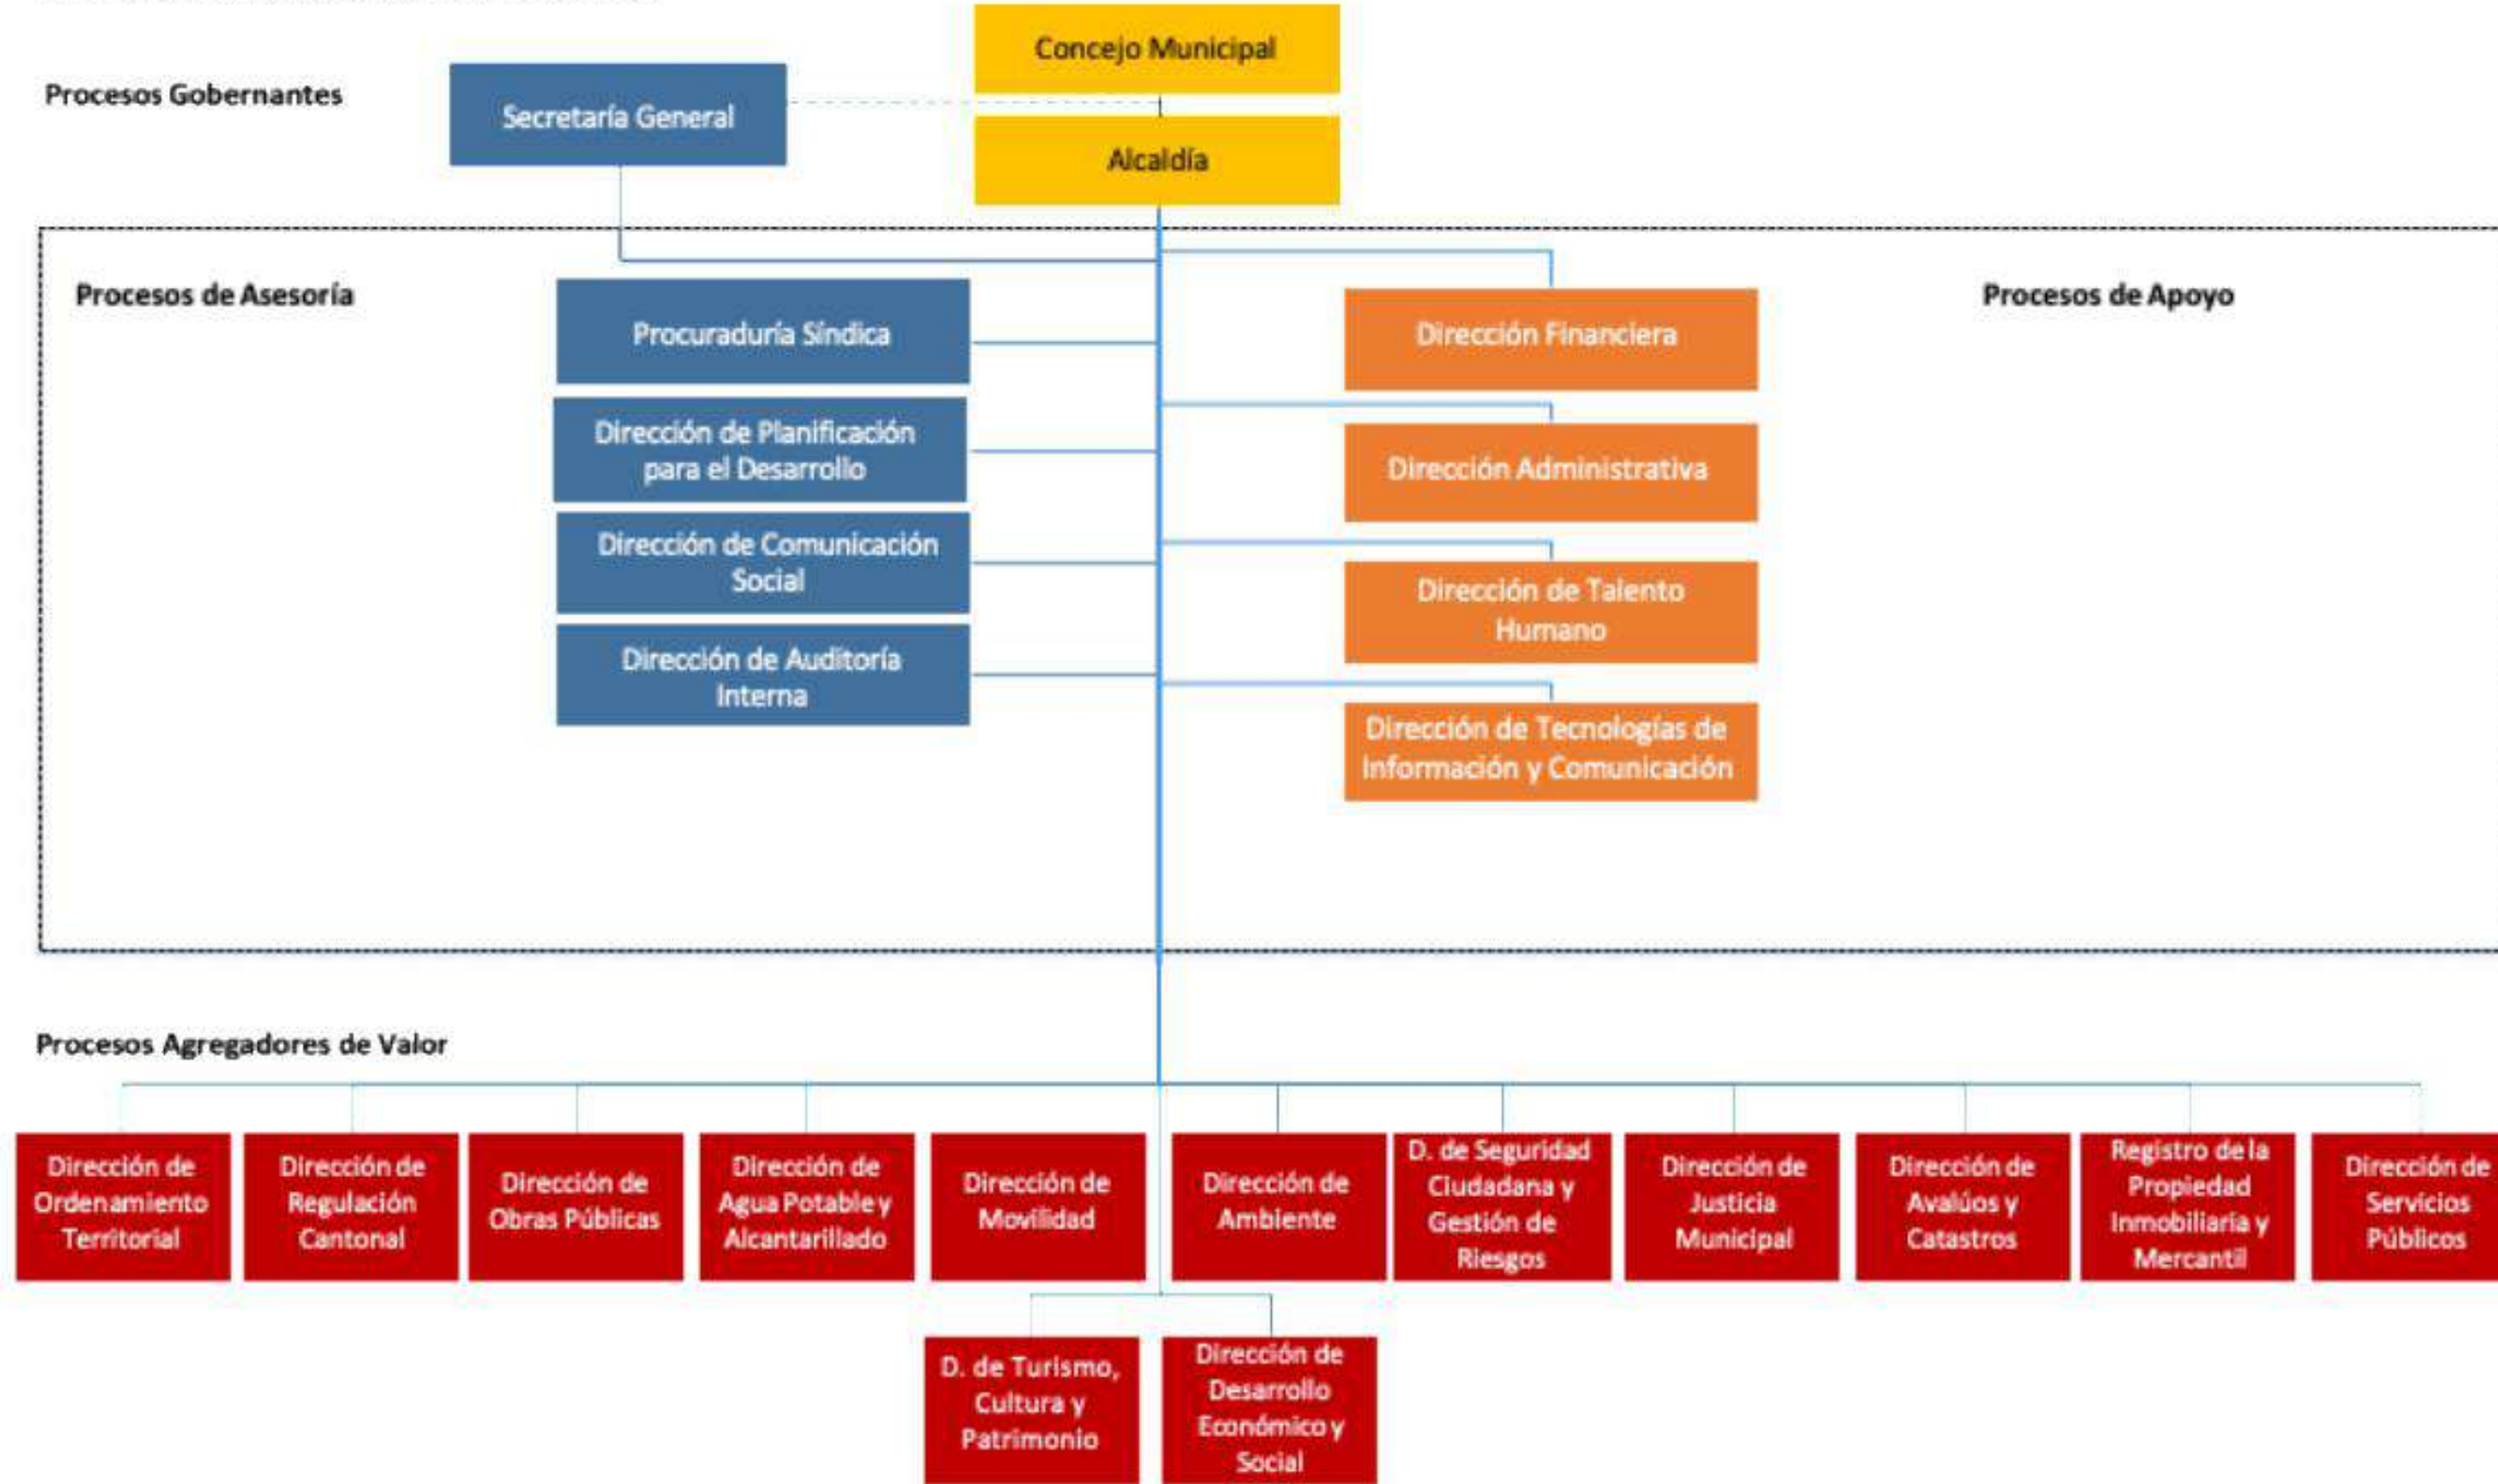 Concejo Municipal
Procesos Gobernantes
Secretaría General
Alcaldía
Procesos de Asesoría
Procesos de Apoyo
Procuraduría Síndica
Dirección de Planificación
para el Desarrollo
Dirección de Comunicación
Social
Dirección de Auditoría
Interna
Dirección Financiera
Dirección Administrativa
Dirección de Talento
Humano
Dirección de Tecnologías de
Información y Comunicación
Procesos Agregadores de Valor
Dirección de
Ordenamiento
Territorial
Dirección de
Regulación
Cantonal
Dirección de
Obras Públicas
Dirección de
Agua Potable y
Alcantarillado
Dirección de
Movilidad
Dirección de
Ambiente
D. de Seguridad
Ciudadana y
Gestión de
Riesgos
Dirección de
Justicia
Municipal
Dirección de
Avalúos y
Catastros
Registro de la
Propiedad
Inmobiliaria y
Mercantil
Dirección de
Servicios
Públicos
D. de Turismo,
Cultura y
Patrimonio
Dirección de
Desarrollo
Económico y
Social